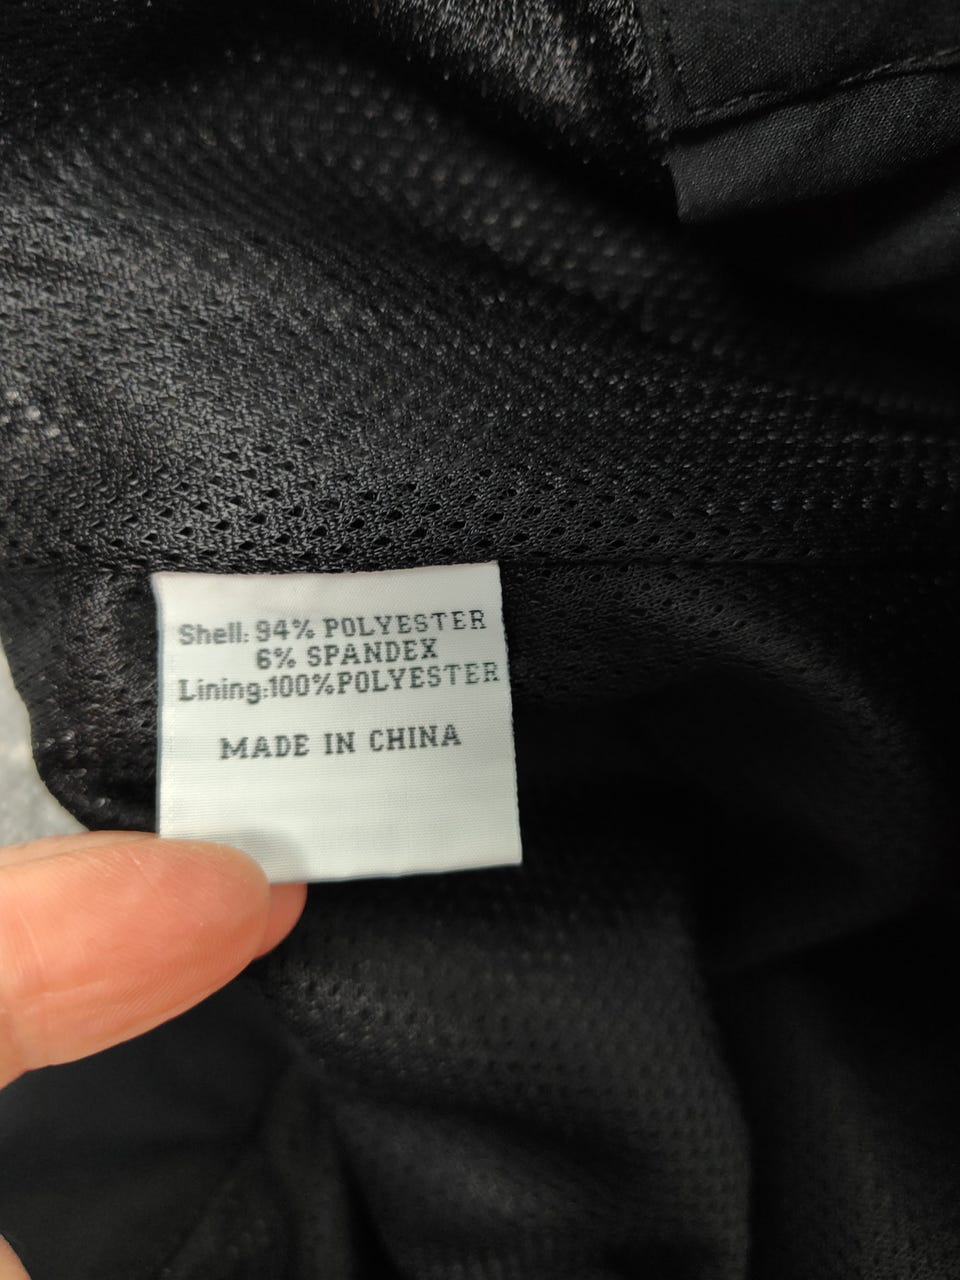 Shell: 94% POLYESTER
6% SPANDEX
Lining:100%POLYESTER
MADE IN CHINA